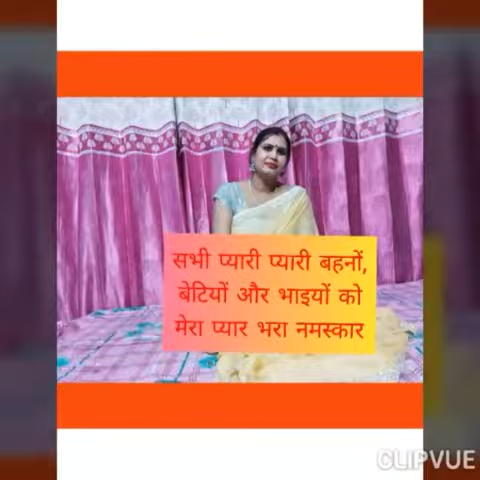 सभी प्यारी प्यारी बहनों,
बेटियों और भाइयों को
मेरा प्यार भरा नमस्कार
CLIPVUE